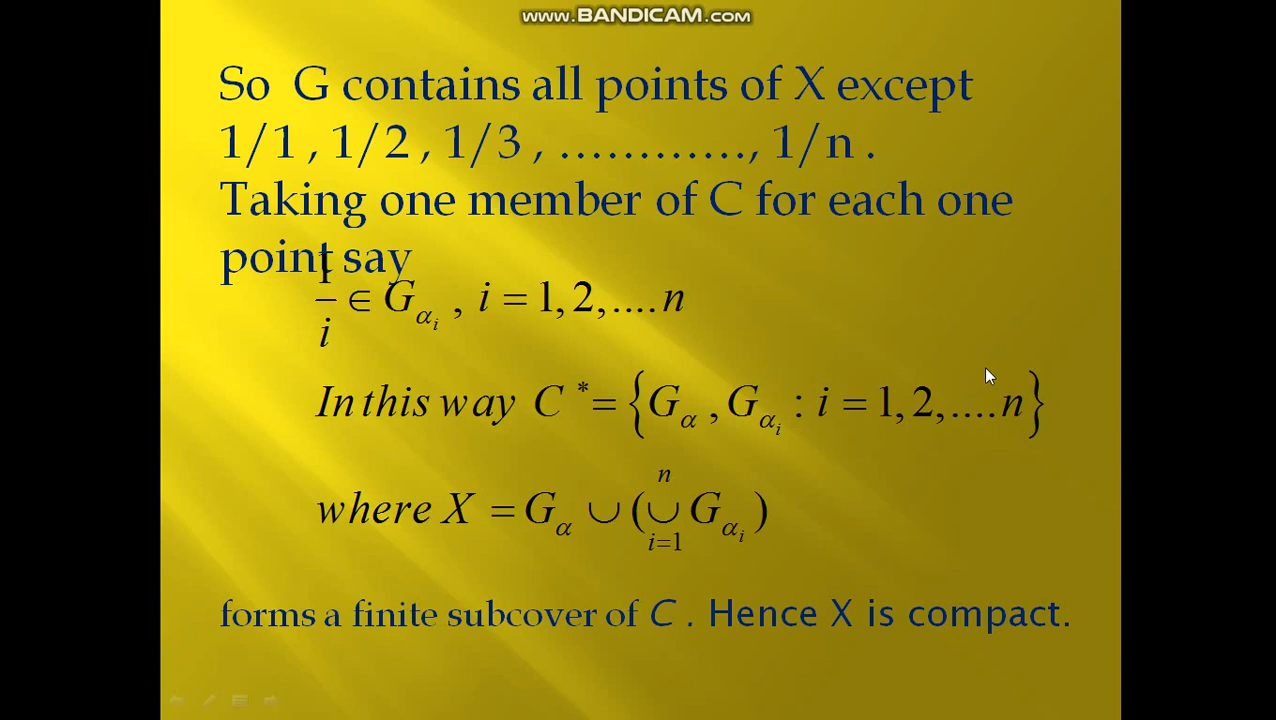 www.BANDICAM.com
So G contains all points of X except
1/1 , 1/2 , 1/3 , …………, 1/n .
Taking one member of C for each one
point say
1/i ∈ G_{α_i} , i = 1, 2,....n
In this way C * = {G_α , G_{α_i} : i = 1, 2,....n}
where X = G_α ∪ (∪_{i=1}^{n} G_{α_i})
forms a finite subcover of C . Hence X is compact.